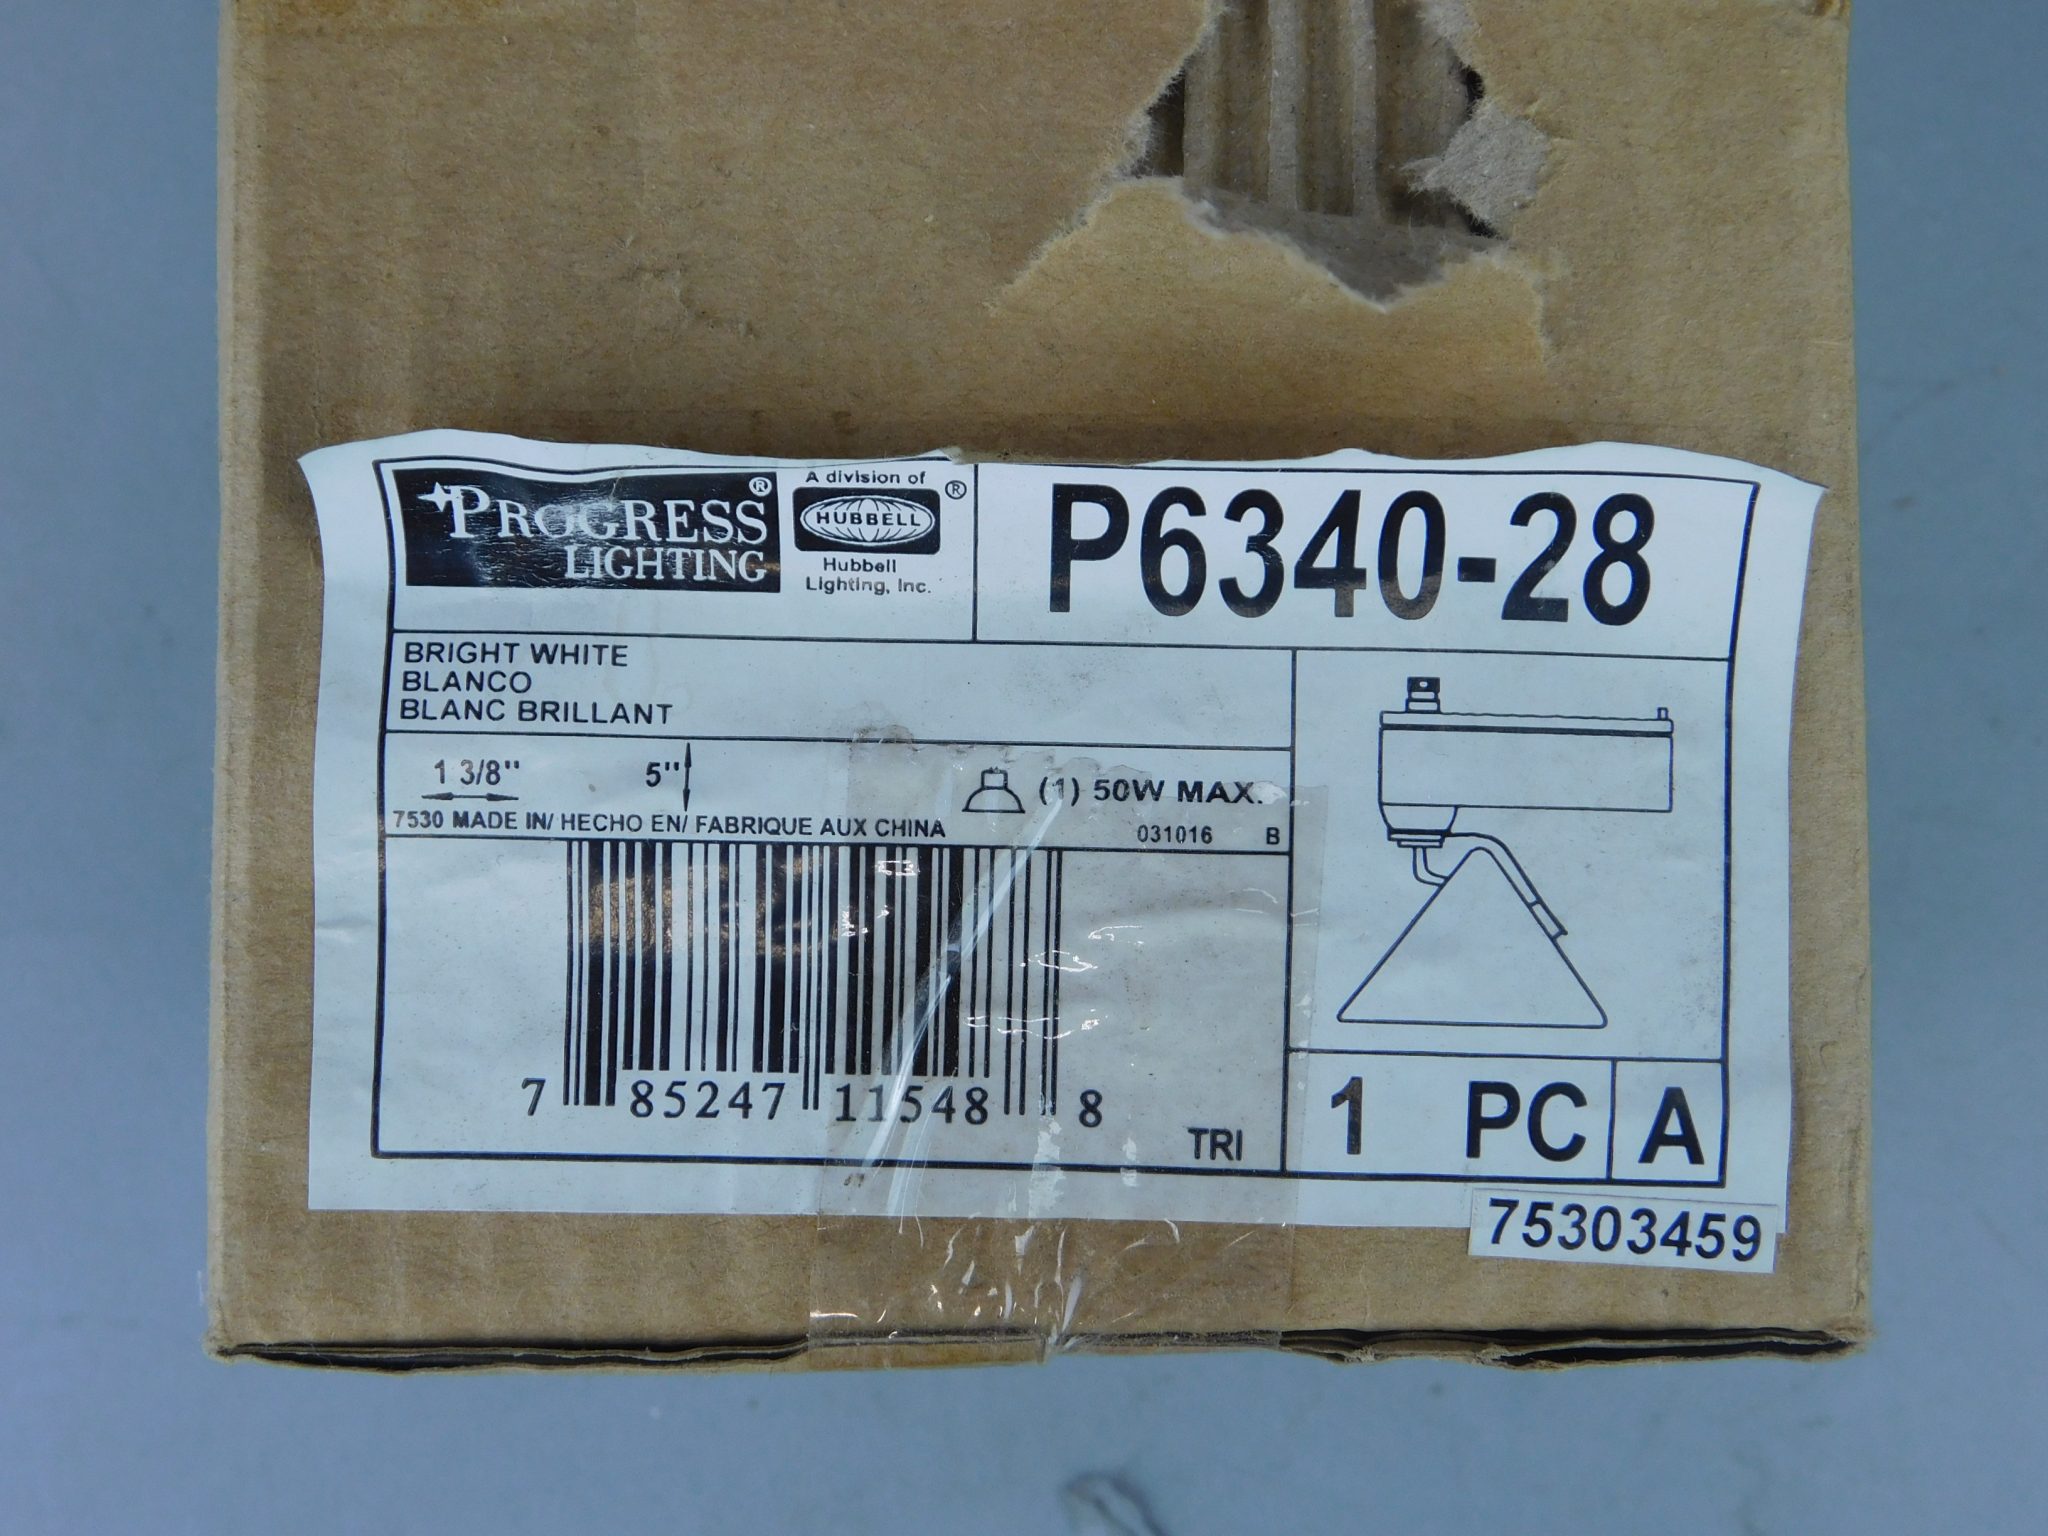 PROGRESS®
LIGHTING
A division of
HUBBELL®
Hubbell
Lighting, Inc.
P6340-28
BRIGHT WHITE
BLANCO
BLANC BRILLANT
1 3/8" 5" (1) 50W MAX.
7530 MADE IN/ HECHO EN/ FABRIQUE AUX CHINA 031016 B
7 85247 11548 8
TRI
1 PC A
75303459